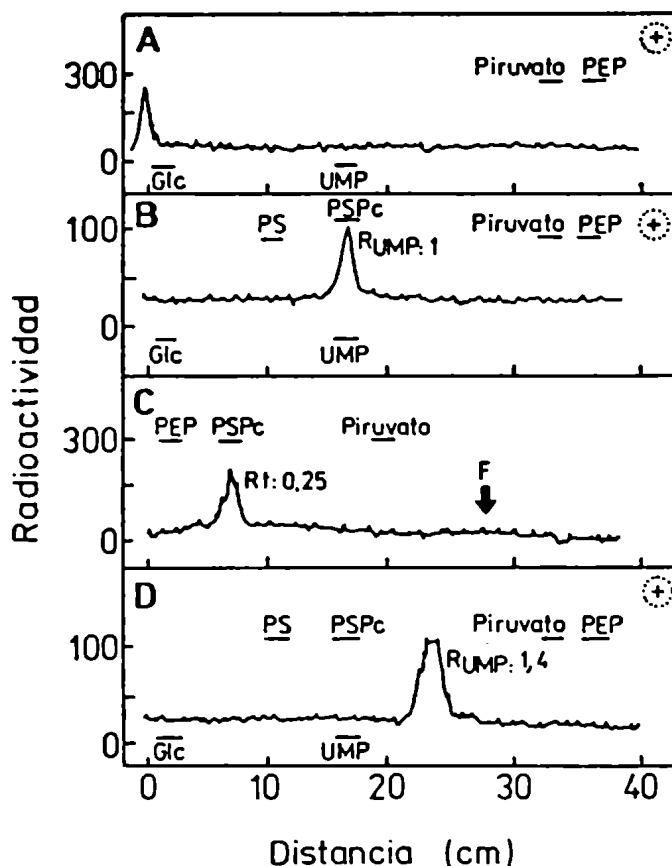 A
+
300
Piruvato PEP
0
Glc UMP
B
+
100
PS PSPc Piruvato PEP
RUMP: 1
0
Glc UMP
C
300
PEP PSPc Piruvato
Rt: 0,25
F
0
D
+
100
PS PSPc Piruvato PEP
RUMP: 1,4
0
Glc UMP
0 10 20 30 40
Distancia (cm)
Radioactividad